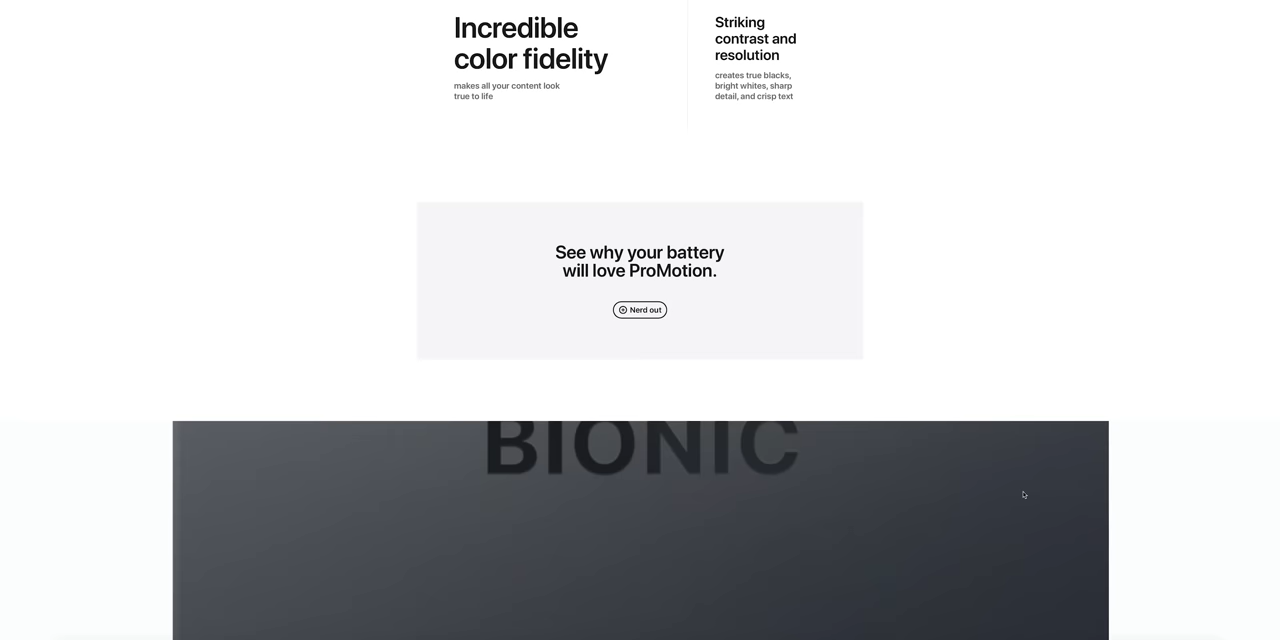 Incredible
color fidelity
makes all your content look
true to life
Striking
contrast and
resolution
creates true blacks,
bright whites, sharp
detail, and crisp text
See why your battery
will love ProMotion.
Nerd out
BIONIC